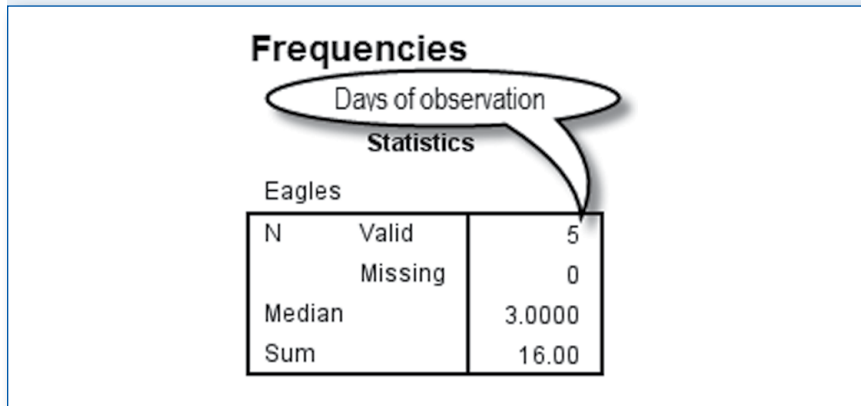 Frequencies
Days of observation
Statistics
Eagles
N Valid 5
Missing 0
Median 3.0000
Sum 16.00